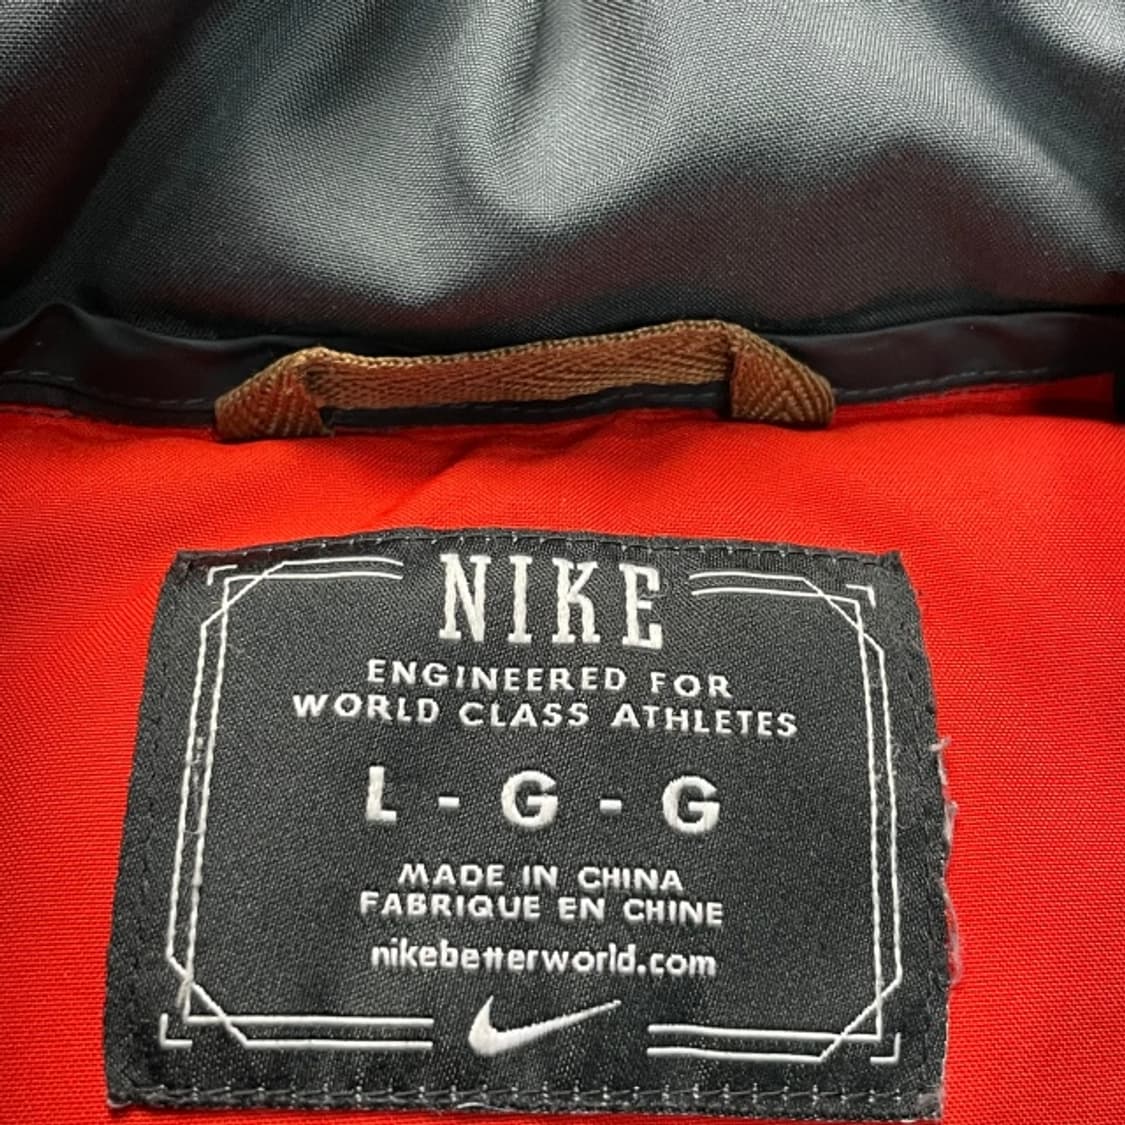 NIKE
ENGINEERED FOR
WORLD CLASS ATHLETES
L - G - G
MADE IN CHINA
FABRIQUE EN CHINE
nikebetterworld.com